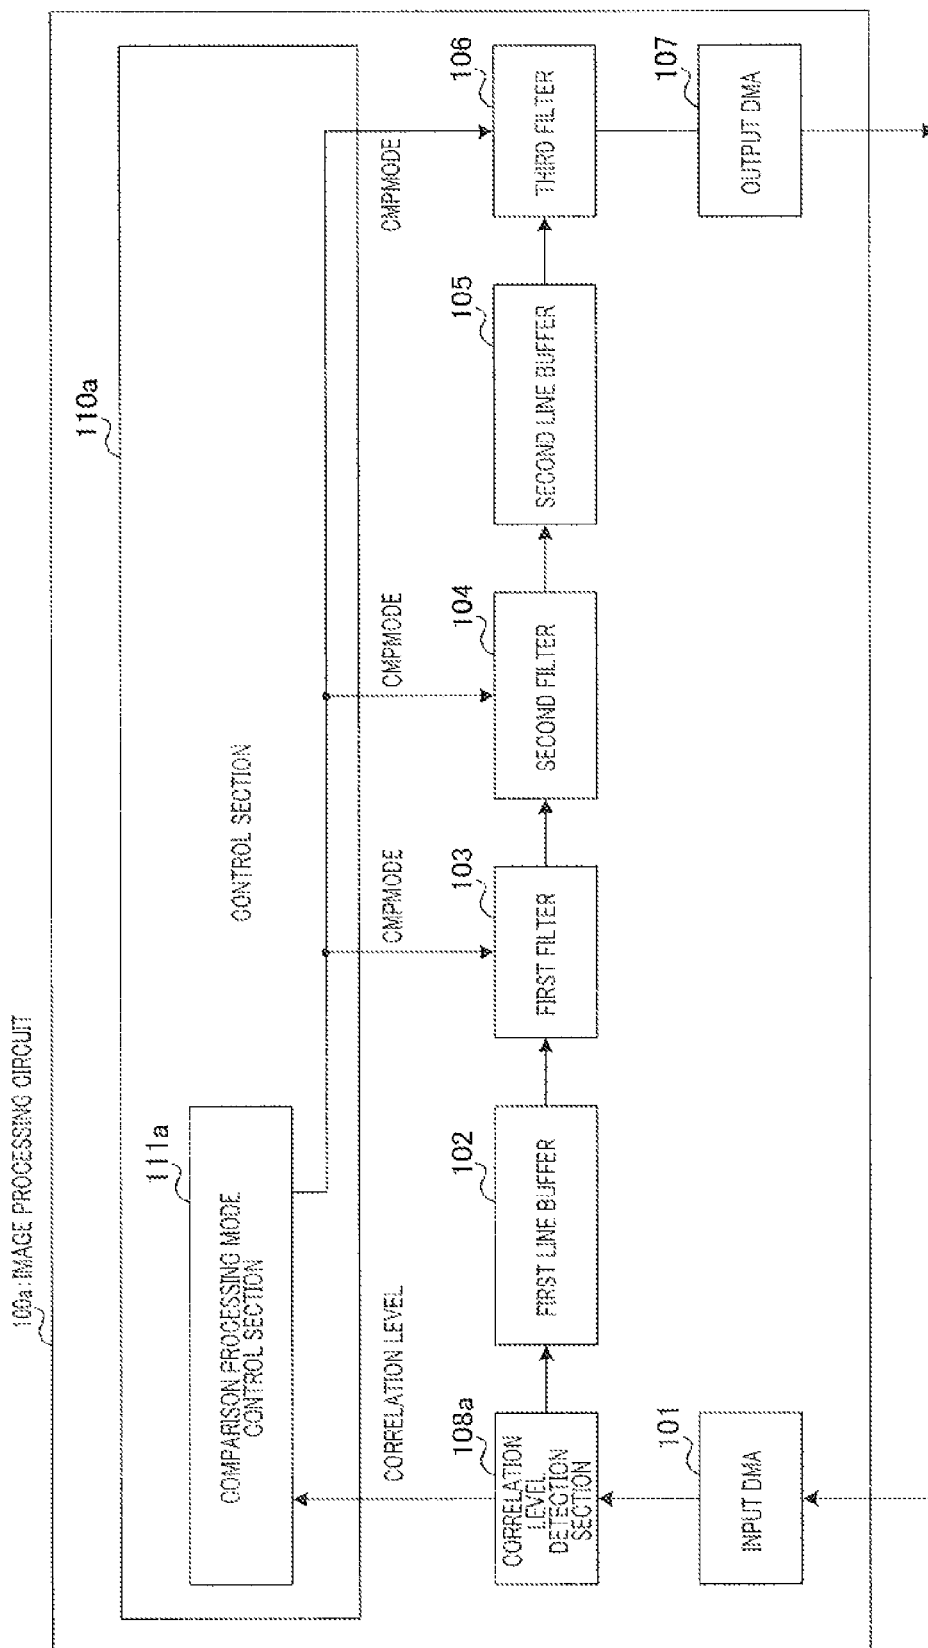 100a : IMAGE PROCESSING CIRCUIT
110a
CONTROL SECTION
111a
COMPARISON PROCESSING MODE
CONTROL SECTION
CORRELATION LEVEL
CMPMODE
CMPMODE
CMPMODE
108a
CORRELATION
LEVEL
DETECTION
SECTION
102
FIRST LINE BUFFER
103
FIRST FILTER
104
SECOND FILTER
105
SECOND LINE BUFFER
106
THIRD FILTER
101
INPUT DMA
107
OUTPUT DMA